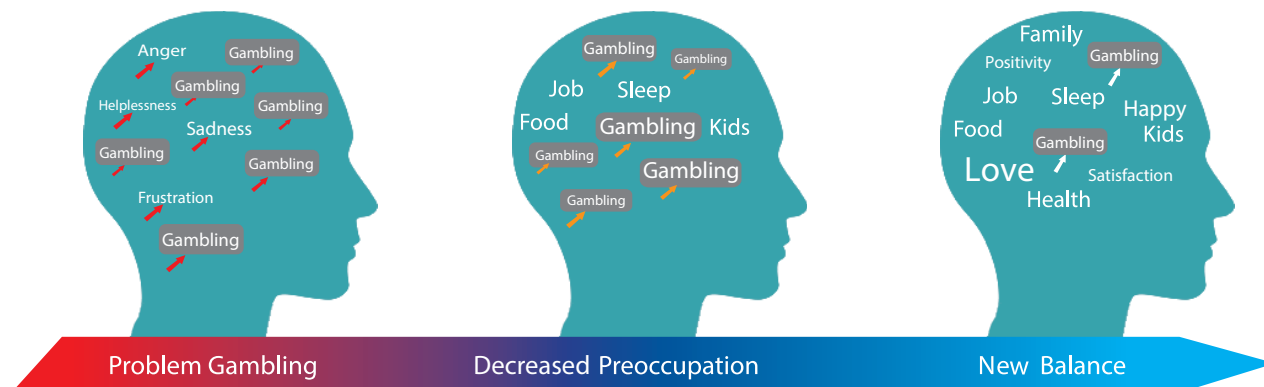 Anger
Gambling
Gambling
Helplessness
Gambling
Sadness
Gambling
Gambling
Frustration
Gambling
Gambling
Gambling
Job
Sleep
Food
Gambling
Kids
Gambling
Gambling
Gambling
Family
Gambling
Positivity
Job
Sleep
Happy
Kids
Food
Gambling
Love
Satisfaction
Health
Problem Gambling
Decreased Preoccupation
New Balance